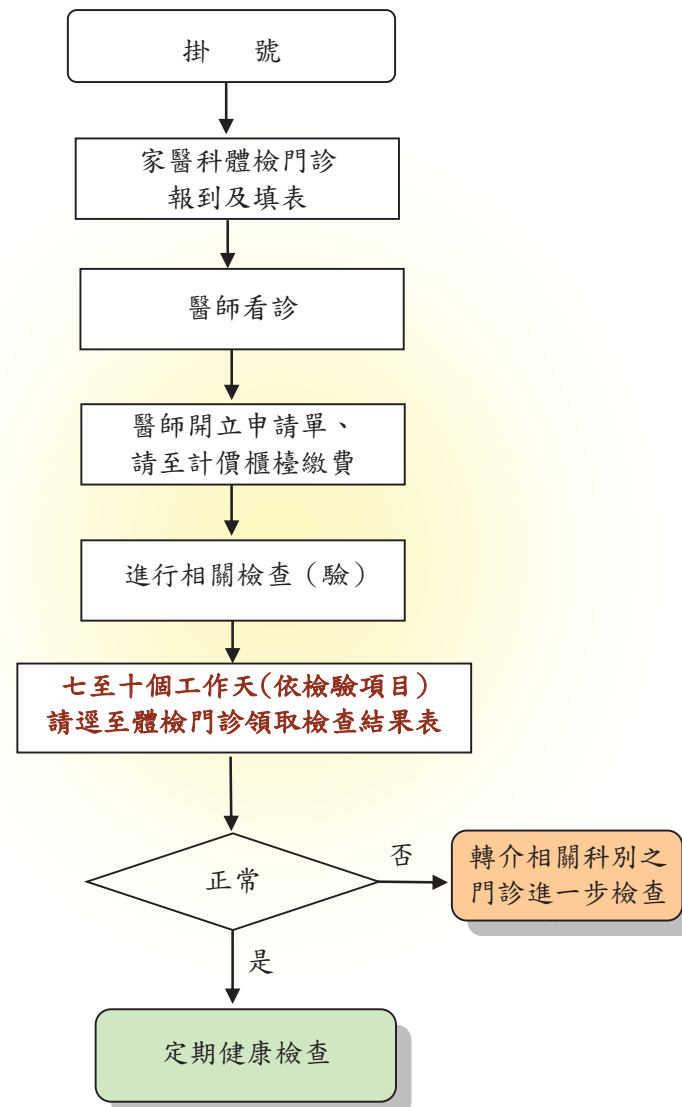 掛 號
家醫科體檢門診
報到及填表
醫師看診
醫師開立申請單、
請至計價櫃檯繳費
進行相關檢查（驗）
七至十個工作天(依檢驗項目)
請逕至體檢門診領取檢查結果表
正常
否
轉介相關科別之
門診進一步檢查
是
定期健康檢查